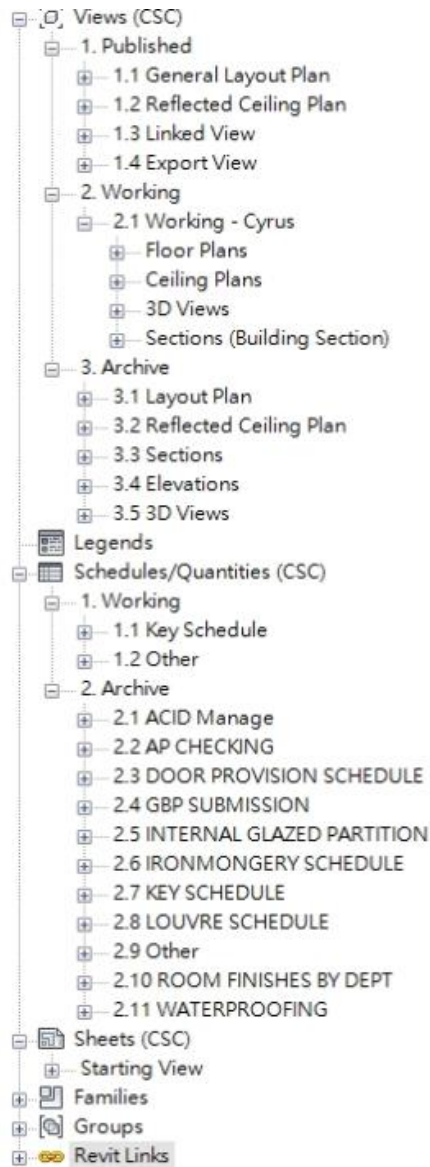 Views (CSC)
1. Published
1.1 General Layout Plan
1.2 Reflected Ceiling Plan
1.3 Linked View
1.4 Export View
2. Working
2.1 Working - Cyrus
Floor Plans
Ceiling Plans
3D Views
Sections (Building Section)
3. Archive
3.1 Layout Plan
3.2 Reflected Ceiling Plan
3.3 Sections
3.4 Elevations
3.5 3D Views
Legends
Schedules/Quantities (CSC)
1. Working
1.1 Key Schedule
1.2 Other
2. Archive
2.1 ACID Manage
2.2 AP CHECKING
2.3 DOOR PROVISION SCHEDULE
2.4 GBP SUBMISSION
2.5 INTERNAL GLAZED PARTITION
2.6 IRONMONGERY SCHEDULE
2.7 KEY SCHEDULE
2.8 LOUVRE SCHEDULE
2.9 Other
2.10 ROOM FINISHES BY DEPT
2.11 WATERPROOFING
Sheets (CSC)
Starting View
Families
Groups
Revit Links